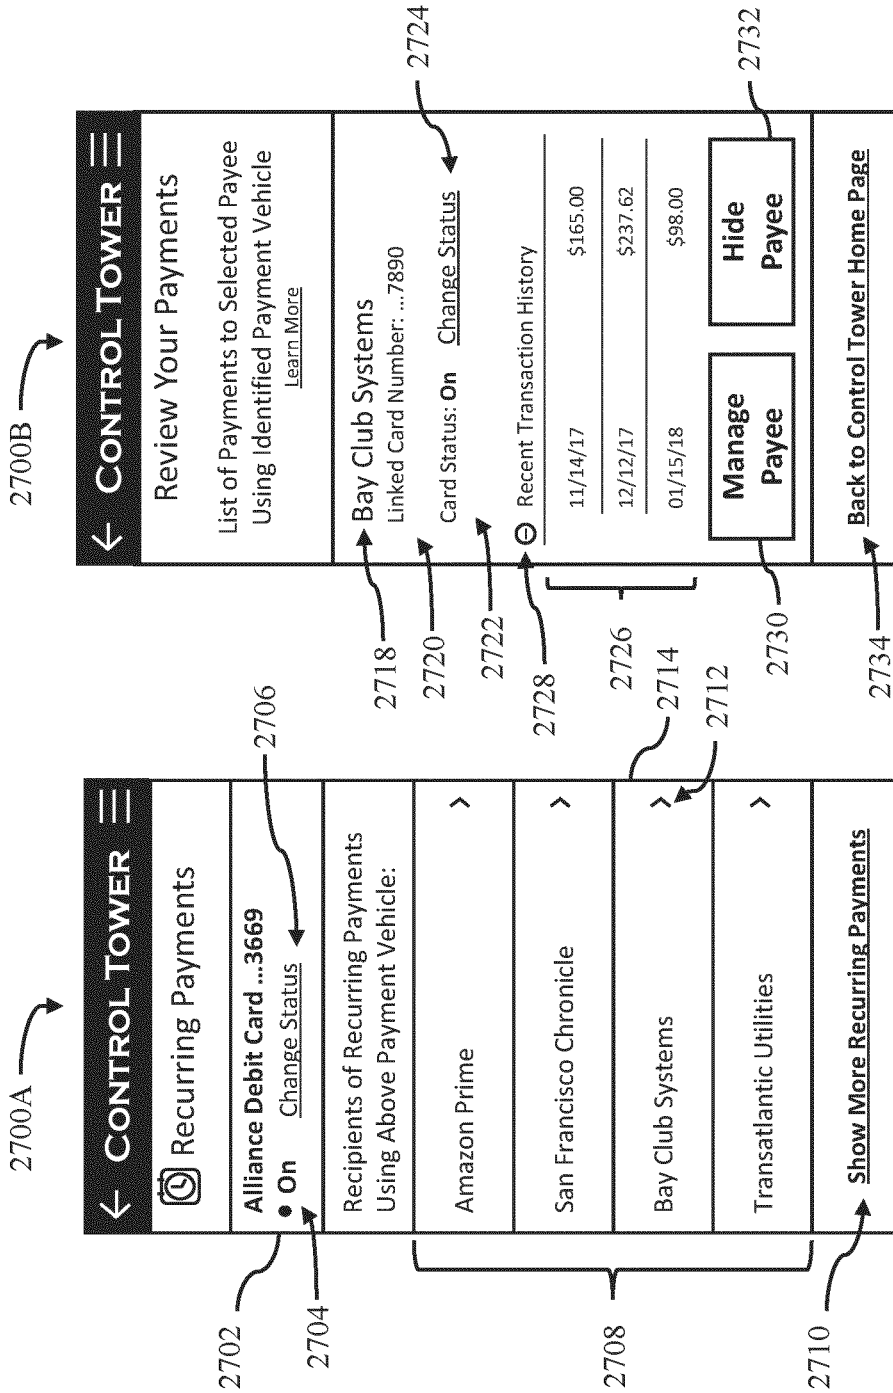 2700A
← CONTROL TOWER
Recurring Payments
2702
Alliance Debit Card ...3669
• On Change Status
2704
2706
Recipients of Recurring Payments
Using Above Payment Vehicle:
2708
Amazon Prime >
San Francisco Chronicle >
Bay Club Systems >
2714
2712
Transatlantic Utilities >
2710
Show More Recurring Payments
2700B
← CONTROL TOWER
Review Your Payments
List of Payments to Selected Payee
Using Identified Payment Vehicle
Learn More
2718
Bay Club Systems
2720
Linked Card Number: ...7890
2722
Card Status: On Change Status
2724
2728
Recent Transaction History
2726
11/14/17 $165.00
12/12/17 $237.62
01/15/18 $98.00
2730
Manage
Payee
Hide
Payee
2732
2734
Back to Control Tower Home Page